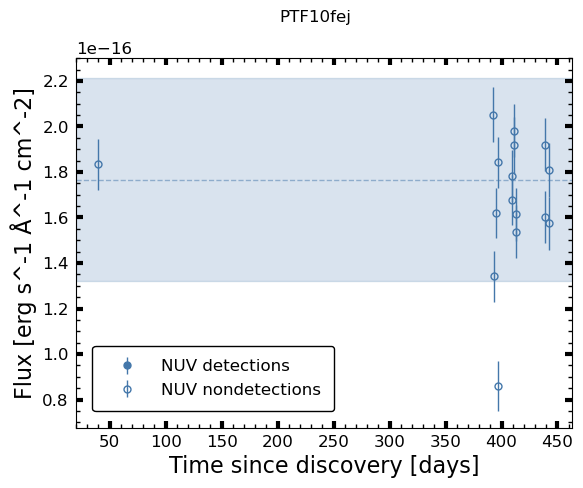 PTF10fej
1e−16
2.2
2.0
1.8
1.6
1.4
1.2
1.0
0.8
Flux [erg s^-1 Å^-1 cm^-2]
NUV detections
NUV nondetections
50 100 150 200 250 300 350 400 450
Time since discovery [days]